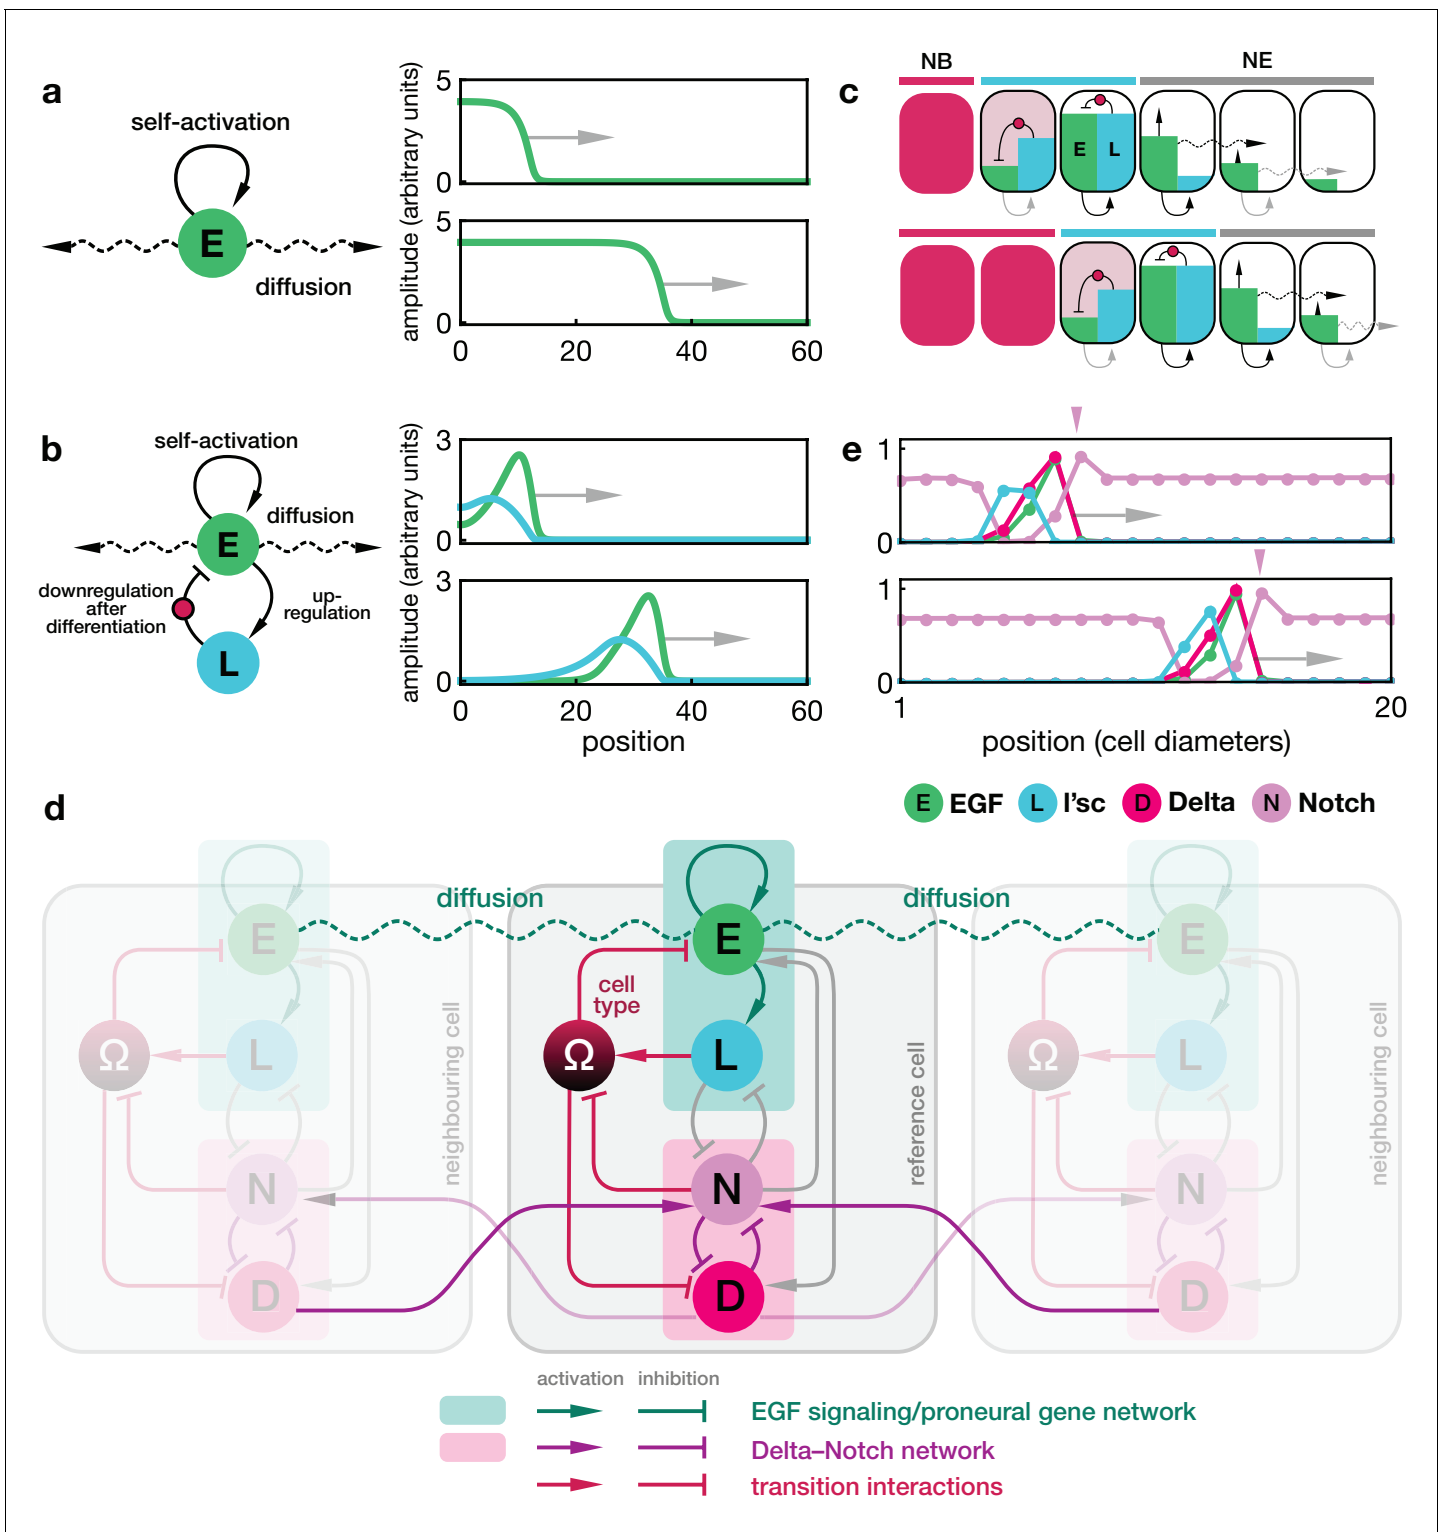 a
self-activation
E
diffusion
amplitude (arbitrary units)
5
0
5
0
0
20
40
60
b
self-activation
diffusion
E
downregulation
after
differentiation
up-
regulation
L
amplitude (arbitrary units)
3
0
3
0
0
20
40
60
position
c
NB
NE
E
L
e
1
0
1
0
1
20
position (cell diameters)
E EGF
L l'sc
D Delta
N Notch
d
diffusion
diffusion
E
E
E
cell
type
Ω
L
Ω
L
Ω
L
neighbouring cell
reference cell
neighbouring cell
N
N
N
D
D
D
activation
inhibition
EGF signaling/proneural gene network
Delta–Notch network
transition interactions